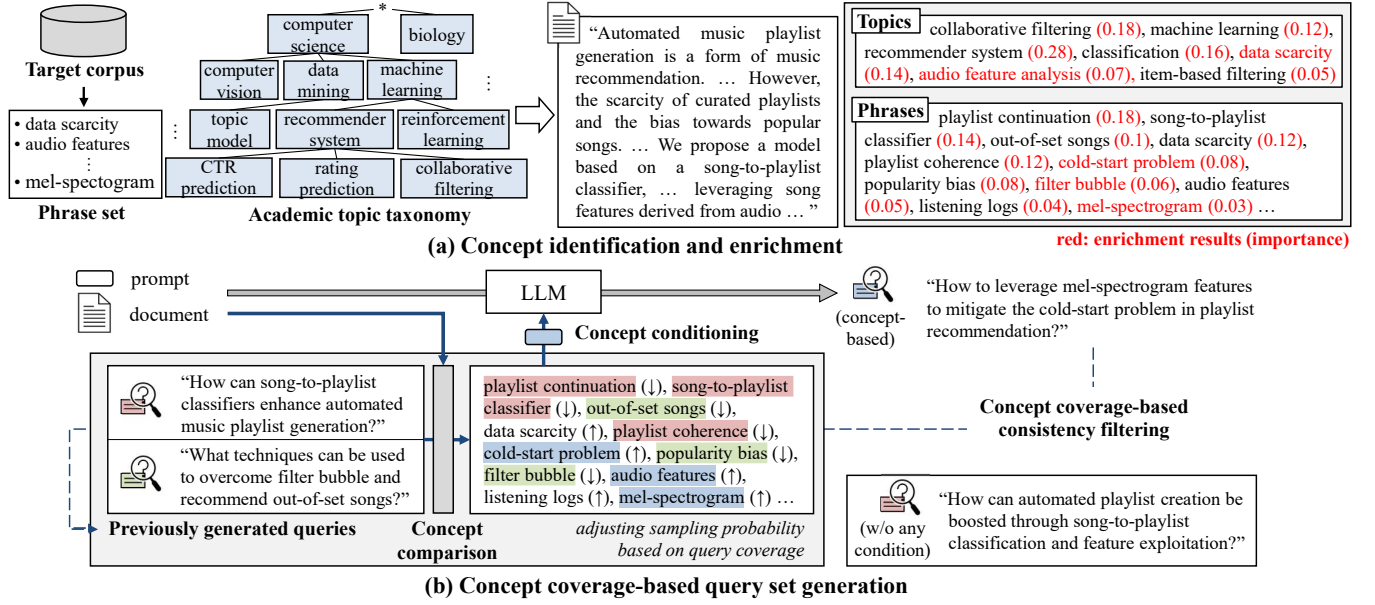 Target corpus
• data scarcity
• audio features
⋮
• mel-spectogram
Phrase set
*
computer science
biology
computer vision
data mining
machine learning
⋮
⋮
topic model
recommender system
reinforcement learning
CTR prediction
rating prediction
collaborative filtering
Academic topic taxonomy
“Automated music playlist
generation is a form of music
recommendation. … However,
the scarcity of curated playlists
and the bias towards popular
songs. … We propose a model
based on a song-to-playlist
classifier, … leveraging song
features derived from audio … ”
Topics
collaborative filtering (0.18), machine learning (0.12),
recommender system (0.28), classification (0.16), data scarcity
(0.14), audio feature analysis (0.07), item-based filtering (0.05)
Phrases
playlist continuation (0.18), song-to-playlist
classifier (0.14), out-of-set songs (0.1), data scarcity (0.12),
playlist coherence (0.12), cold-start problem (0.08),
popularity bias (0.08), filter bubble (0.06), audio features
(0.05), listening logs (0.04), mel-spectrogram (0.03) …
red: enrichment results (importance)
(a) Concept identification and enrichment
prompt
document
LLM
Concept conditioning
(concept-
based)
“How to leverage mel-spectrogram features
to mitigate the cold-start problem in playlist
recommendation?”
“How can song-to-playlist
classifiers enhance automated
music playlist generation?”
“What techniques can be used
to overcome filter bubble and
recommend out-of-set songs?”
Previously generated queries
Concept
comparison
playlist continuation (↓), song-to-playlist
classifier (↓), out-of-set songs (↓),
data scarcity (↑), playlist coherence (↓),
cold-start problem (↑), popularity bias (↓),
filter bubble (↓), audio features (↑),
listening logs (↑), mel-spectrogram (↑) …
adjusting sampling probability
based on query coverage
Concept coverage-based
consistency filtering
(w/o any
condition)
“How can automated playlist creation be
boosted through song-to-playlist
classification and feature exploitation?”
(b) Concept coverage-based query set generation